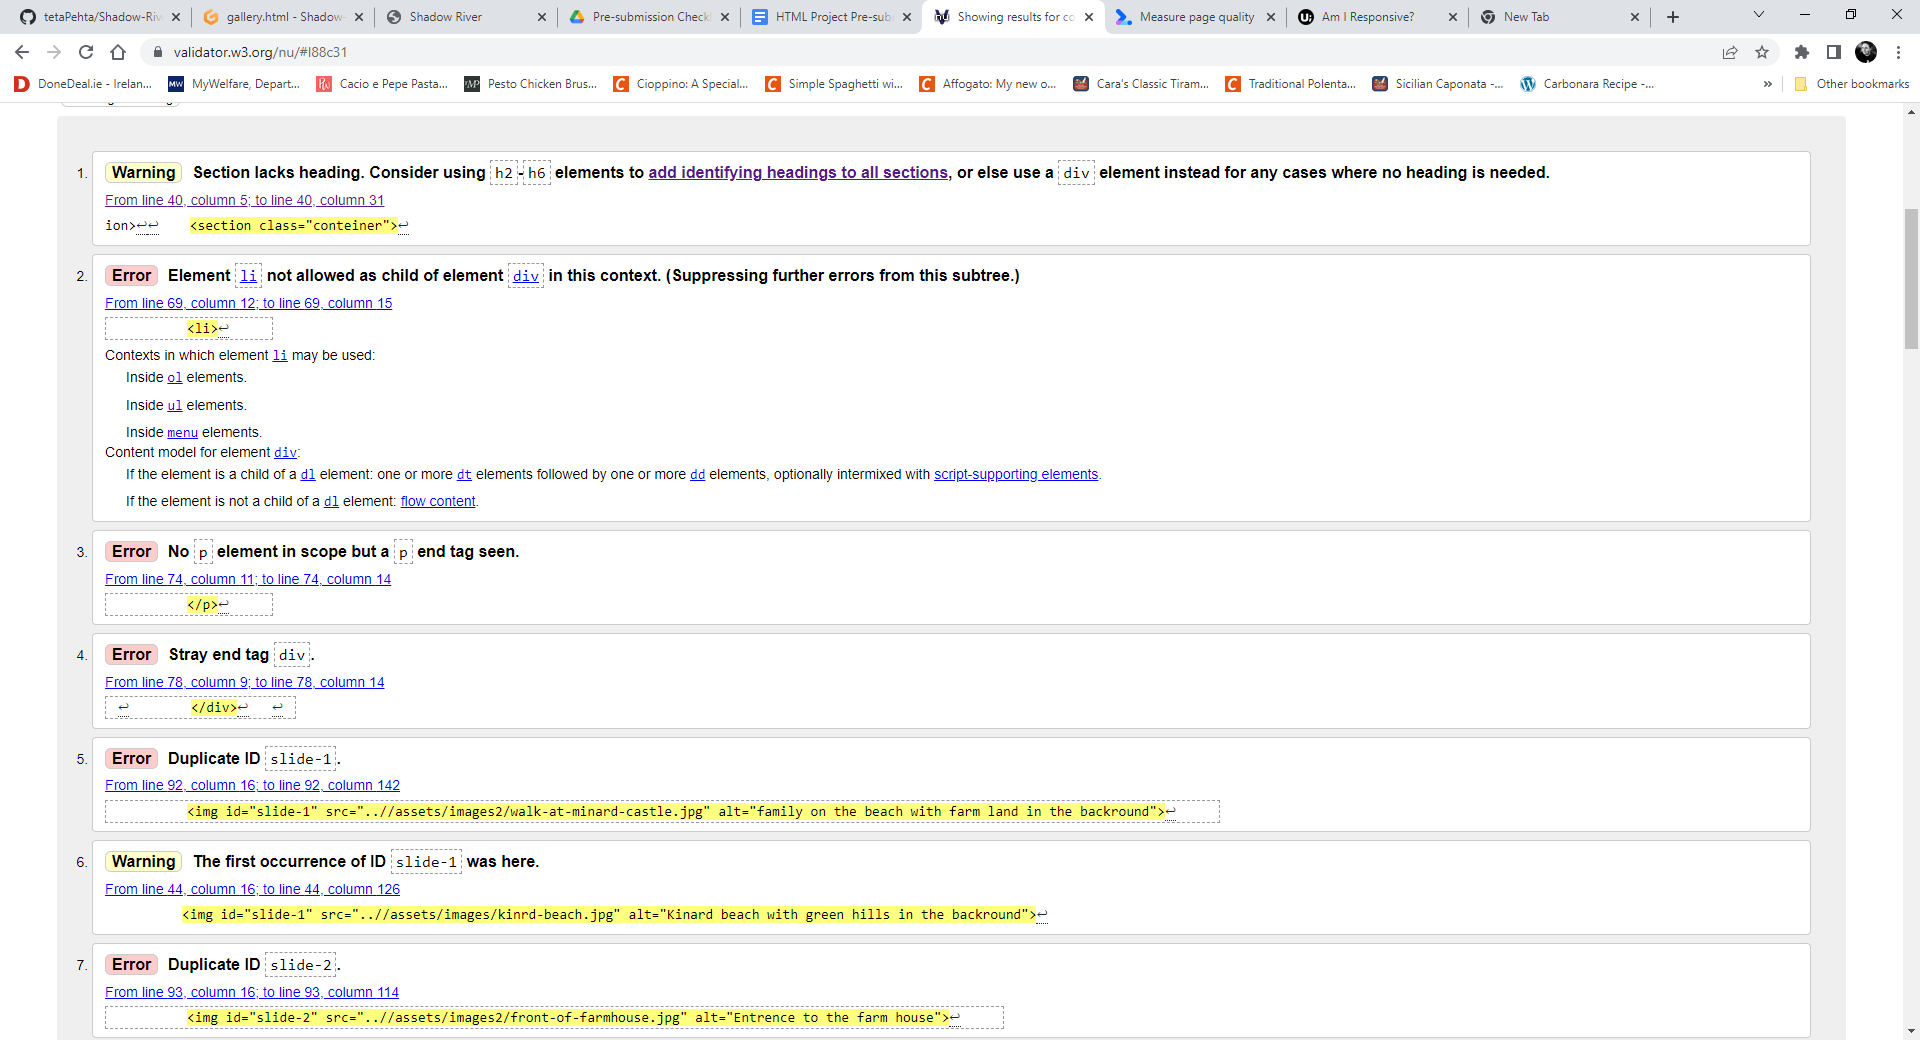 tetaPehta/Shadow-Riv
gallery.html - Shadow-
Shadow River
Pre-submission Checkl
HTML Project Pre-sub
Showing results for co
Measure page quality
Am I Responsive?
New Tab
validator.w3.org/nu/#l88c31
DoneDeal.ie - Irelan...
MyWelfare, Depart...
Cacio e Pepe Pasta...
Pesto Chicken Brus...
Cioppino: A Special...
Simple Spaghetti wi...
Affogato: My new o...
Cara's Classic Tiram...
Traditional Polenta...
Sicilian Caponata -...
Carbonara Recipe -...
»
Other bookmarks
1. Warning Section lacks heading. Consider using h2-h6 elements to add identifying headings to all sections, or else use a div element instead for any cases where no heading is needed.
From line 40, column 5; to line 40, column 31
ion>↩↩    <section class="conteiner">↩
2. Error Element li not allowed as child of element div in this context. (Suppressing further errors from this subtree.)
From line 69, column 12; to line 69, column 15
<li>↩
Contexts in which element li may be used:
Inside ol elements.
Inside ul elements.
Inside menu elements.
Content model for element div:
If the element is a child of a dl element: one or more dt elements followed by one or more dd elements, optionally intermixed with script-supporting elements.
If the element is not a child of a dl element: flow content.
3. Error No p element in scope but a p end tag seen.
From line 74, column 11; to line 74, column 14
</p>↩
4. Error Stray end tag div.
From line 78, column 9; to line 78, column 14
↩ </div>↩ ↩
5. Error Duplicate ID slide-1.
From line 92, column 16; to line 92, column 142
<img id="slide-1" src="..//assets/images2/walk-at-minard-castle.jpg" alt="family on the beach with farm land in the backround">↩
6. Warning The first occurrence of ID slide-1 was here.
From line 44, column 16; to line 44, column 126
<img id="slide-1" src="..//assets/images/kinrd-beach.jpg" alt="Kinard beach with green hills in the backround">↩
7. Error Duplicate ID slide-2.
From line 93, column 16; to line 93, column 114
<img id="slide-2" src="..//assets/images2/front-of-farmhouse.jpg" alt="Entrence to the farm house">↩